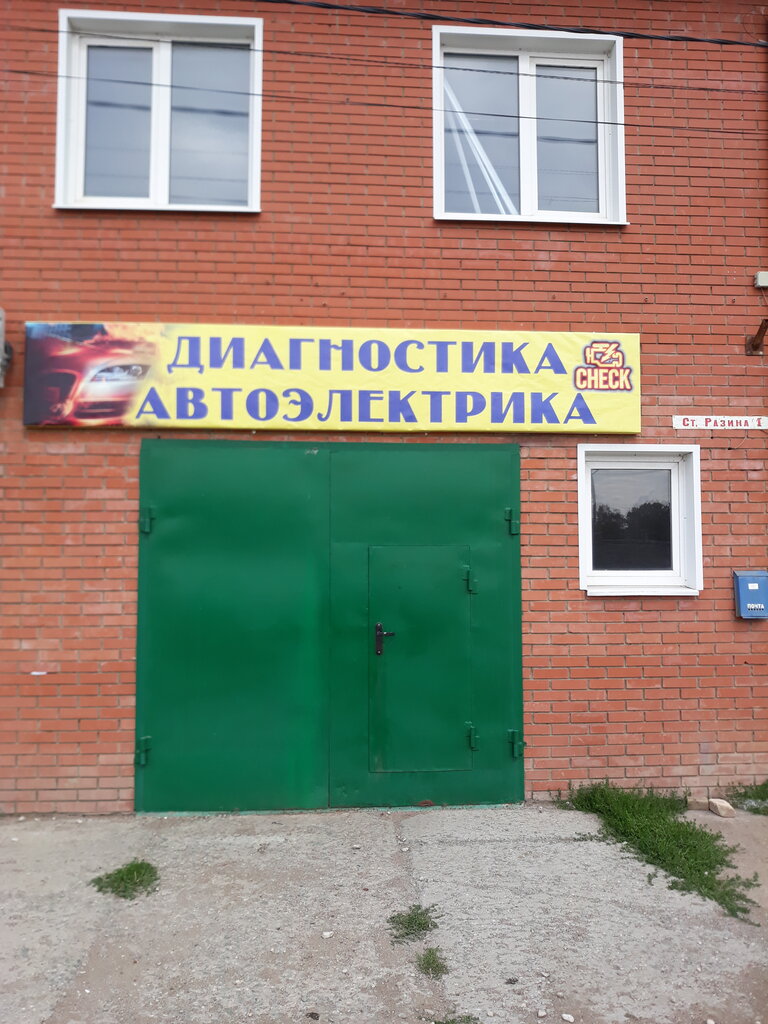 ДИАГНОСТИКА
АВТОЭЛЕКТРИКА
CHECK
Ст. Разина 1
ПОЧТА